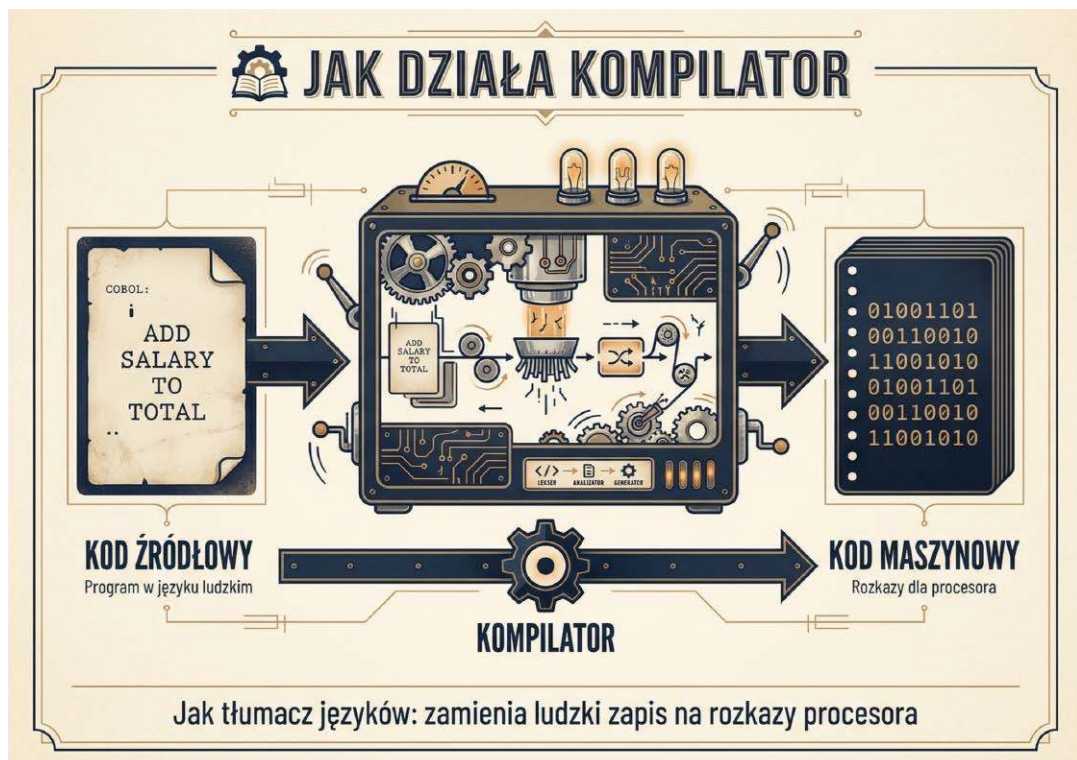 JAK DZIAŁA KOMPILATOR
COBOL:
i
ADD
SALARY
TO
TOTAL
..
ADD
SALARY
TO
TOTAL
</>
LEKSER
ANALIZATOR
GENERATOR
01001101
00110010
11001010
01001101
00110010
11001010
KOD ŹRÓDŁOWY
Program w języku ludzkim
KOMPILATOR
KOD MASZYNOWY
Rozkazy dla procesora
Jak tłumacz języków: zamienia ludzki zapis na rozkazy procesora